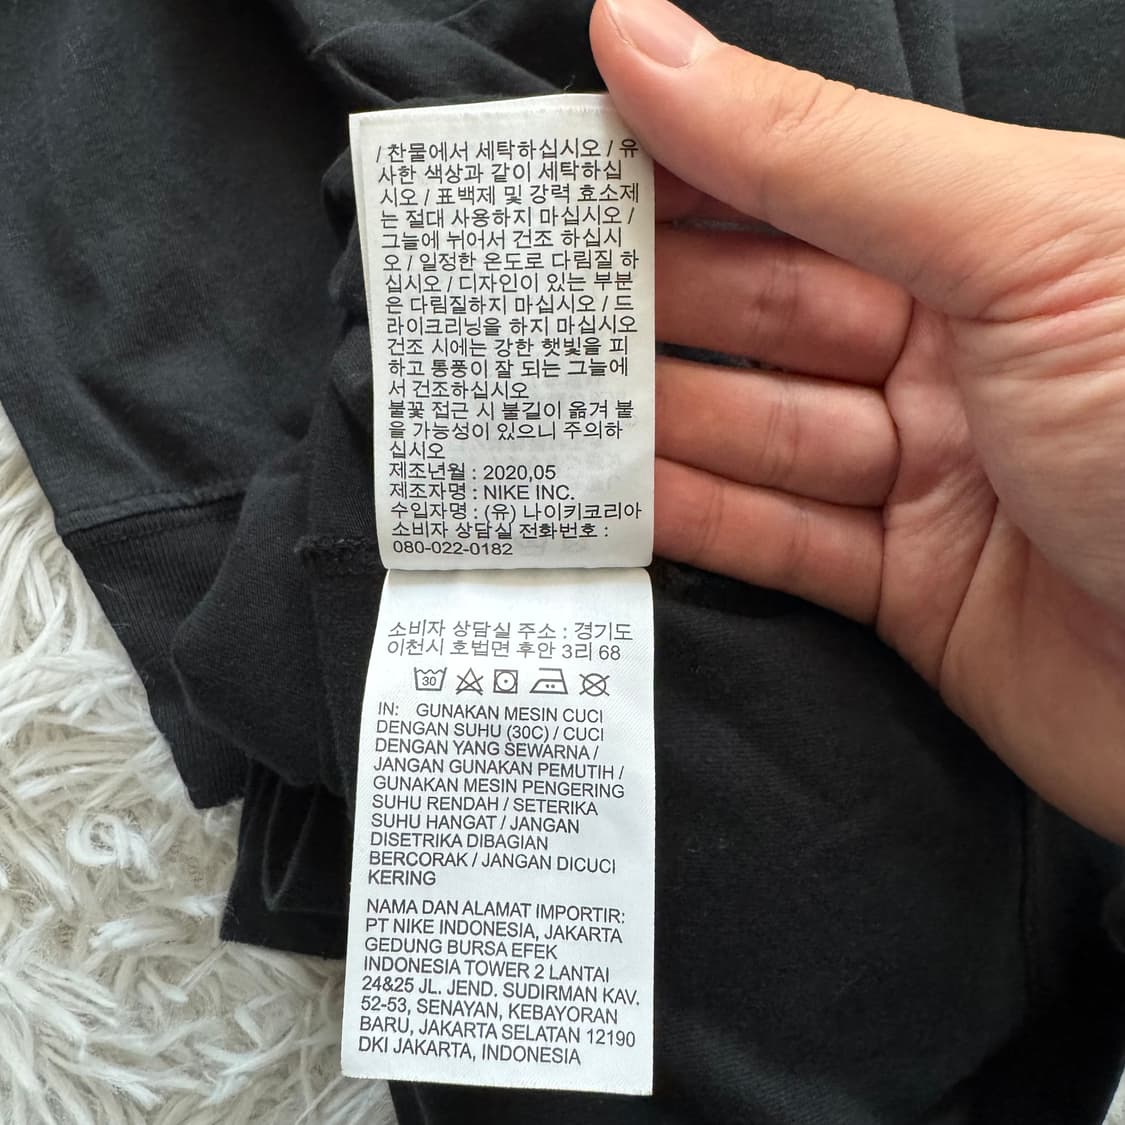 / 찬물에서 세탁하십시오 / 유
사한 색상과 같이 세탁하십
시오 / 표백제 및 강력 효소제
는 절대 사용하지 마십시오 /
그늘에 뉘어서 건조 하십시
오 / 일정한 온도로 다림질 하
십시오 / 디자인이 있는 부분
은 다림질하지 마십시오 / 드
라이크리닝을 하지 마십시오
건조 시에는 강한 햇빛을 피
하고 통풍이 잘 되는 그늘에
서 건조하십시오
불꽃 접근 시 불길이 옮겨 붙
을 가능성이 있으니 주의하
십시오
제조년월 : 2020,05
제조자명 : NIKE INC.
수입자명 : (유) 나이키코리아
소비자 상담실 전화번호 :
080-022-0182
소비자 상담실 주소 : 경기도
이천시 호법면 후안 3리 68
30
IN: GUNAKAN MESIN CUCI
DENGAN SUHU (30C) / CUCI
DENGAN YANG SEWARNA /
JANGAN GUNAKAN PEMUTIH /
GUNAKAN MESIN PENGERING
SUHU RENDAH / SETERIKA
SUHU HANGAT / JANGAN
DISETRIKA DIBAGIAN
BERCORAK / JANGAN DICUCI
KERING
NAMA DAN ALAMAT IMPORTIR:
PT NIKE INDONESIA, JAKARTA
GEDUNG BURSA EFEK
INDONESIA TOWER 2 LANTAI
24&25 JL. JEND. SUDIRMAN KAV.
52-53, SENAYAN, KEBAYORAN
BARU, JAKARTA SELATAN 12190
DKI JAKARTA, INDONESIA